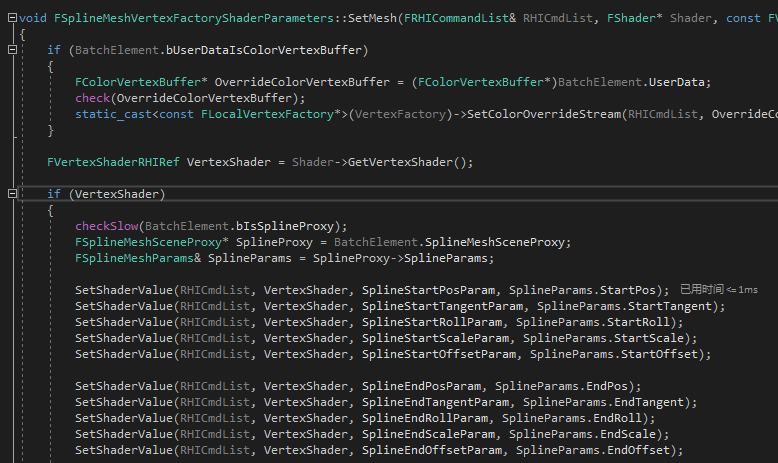 void FSplineMeshVertexFactoryShaderParameters::SetMesh(FRHICommandList& RHICmdList, FShader* Shader, const
{
if (BatchElement.bUserDataIsColorVertexBuffer)
{
FColorVertexBuffer* OverrideColorVertexBuffer = (FColorVertexBuffer*)BatchElement.UserData;
check(OverrideColorVertexBuffer);
static_cast<const FLocalVertexFactory*>(VertexFactory)->SetColorOverrideStream(RHICmdList, OverrideCo
}
FVertexShaderRHIRef VertexShader = Shader->GetVertexShader();
if (VertexShader)
{
checkSlow(BatchElement.bIsSplineProxy);
FSplineMeshSceneProxy* SplineProxy = BatchElement.SplineMeshSceneProxy;
FSplineMeshParams& SplineParams = SplineProxy->SplineParams;
SetShaderValue(RHICmdList, VertexShader, SplineStartPosParam, SplineParams.StartPos); 已用时间<=1ms
SetShaderValue(RHICmdList, VertexShader, SplineStartTangentParam, SplineParams.StartTangent);
SetShaderValue(RHICmdList, VertexShader, SplineStartRollParam, SplineParams.StartRoll);
SetShaderValue(RHICmdList, VertexShader, SplineStartScaleParam, SplineParams.StartScale);
SetShaderValue(RHICmdList, VertexShader, SplineStartOffsetParam, SplineParams.StartOffset);
SetShaderValue(RHICmdList, VertexShader, SplineEndPosParam, SplineParams.EndPos);
SetShaderValue(RHICmdList, VertexShader, SplineEndTangentParam, SplineParams.EndTangent);
SetShaderValue(RHICmdList, VertexShader, SplineEndRollParam, SplineParams.EndRoll);
SetShaderValue(RHICmdList, VertexShader, SplineEndScaleParam, SplineParams.EndScale);
SetShaderValue(RHICmdList, VertexShader, SplineEndOffsetParam, SplineParams.EndOffset);